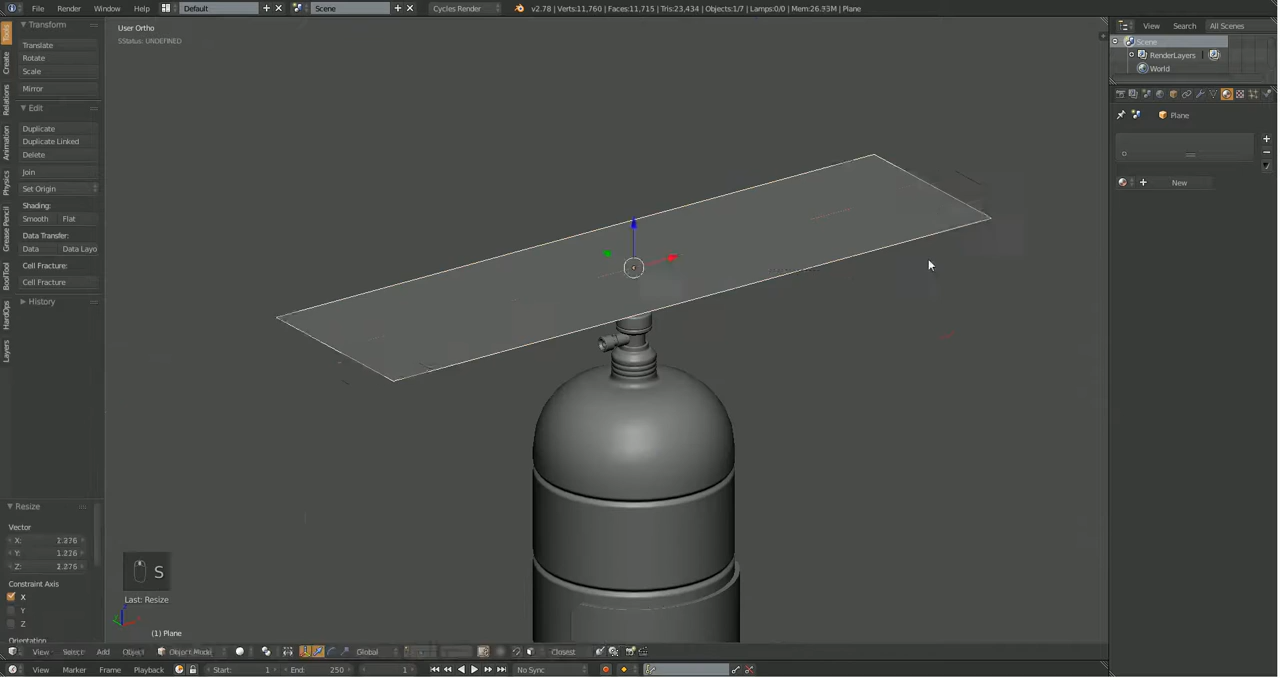 File Render Window Help Default Scene Cycles Render v2.78 | Verts:11,760 | Faces:11,715 | Tris:23,434 | Objects:1/7 | Lamps:0/0 | Mem:26.93M | Plane
View Search All Scenes
Transform
User Ortho
SStatus: UNDEFINED
Scene
RenderLayers
World
Translate
Rotate
Scale
Mirror
Edit
Plane
Duplicate
Duplicate Linked
Delete
Join
Set Origin
New
Shading:
Smooth Flat
Data Transfer:
Data Data Layo
Cell Fracture:
Cell Fracture
History
Tools
Create
Relations
Animation
Physics
Grease Pencil
BoolTool
HardOps
Layers
Resize
Vector
X: 1.376
Y: 1.226
Constraint Axis
X
Y
Z
Orientation
S
Last: Resize
(1) Plane
View Select Add Object Object Mode Global Closest
View Marker Frame Playback Start: 1 End: 250 1 No Sync